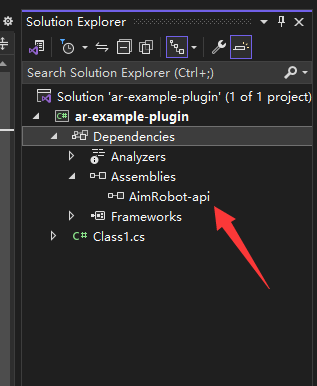 Solution Explorer
Search Solution Explorer (Ctrl+;)
Solution 'ar-example-plugin' (1 of 1 project)
C# ar-example-plugin
Dependencies
Analyzers
Assemblies
AimRobot-api
Frameworks
C# Class1.cs